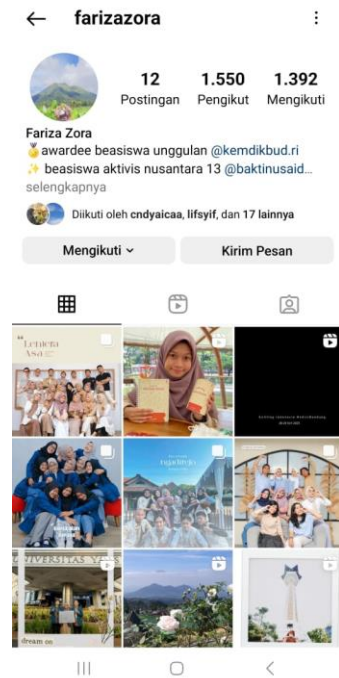 farizazora
12 1.550 1.392
Postingan Pengikut Mengikuti
Fariza Zora
🏅awardee beasiswa unggulan @kemdikbud.ri
✨ beasiswa aktivis nusantara 13 @baktinusaid...
selengkapnya
Diikuti oleh cndyaicaa, lifsyif, dan 17 lainnya
Mengikuti
Kirim Pesan
Lentera
Asa
dream on